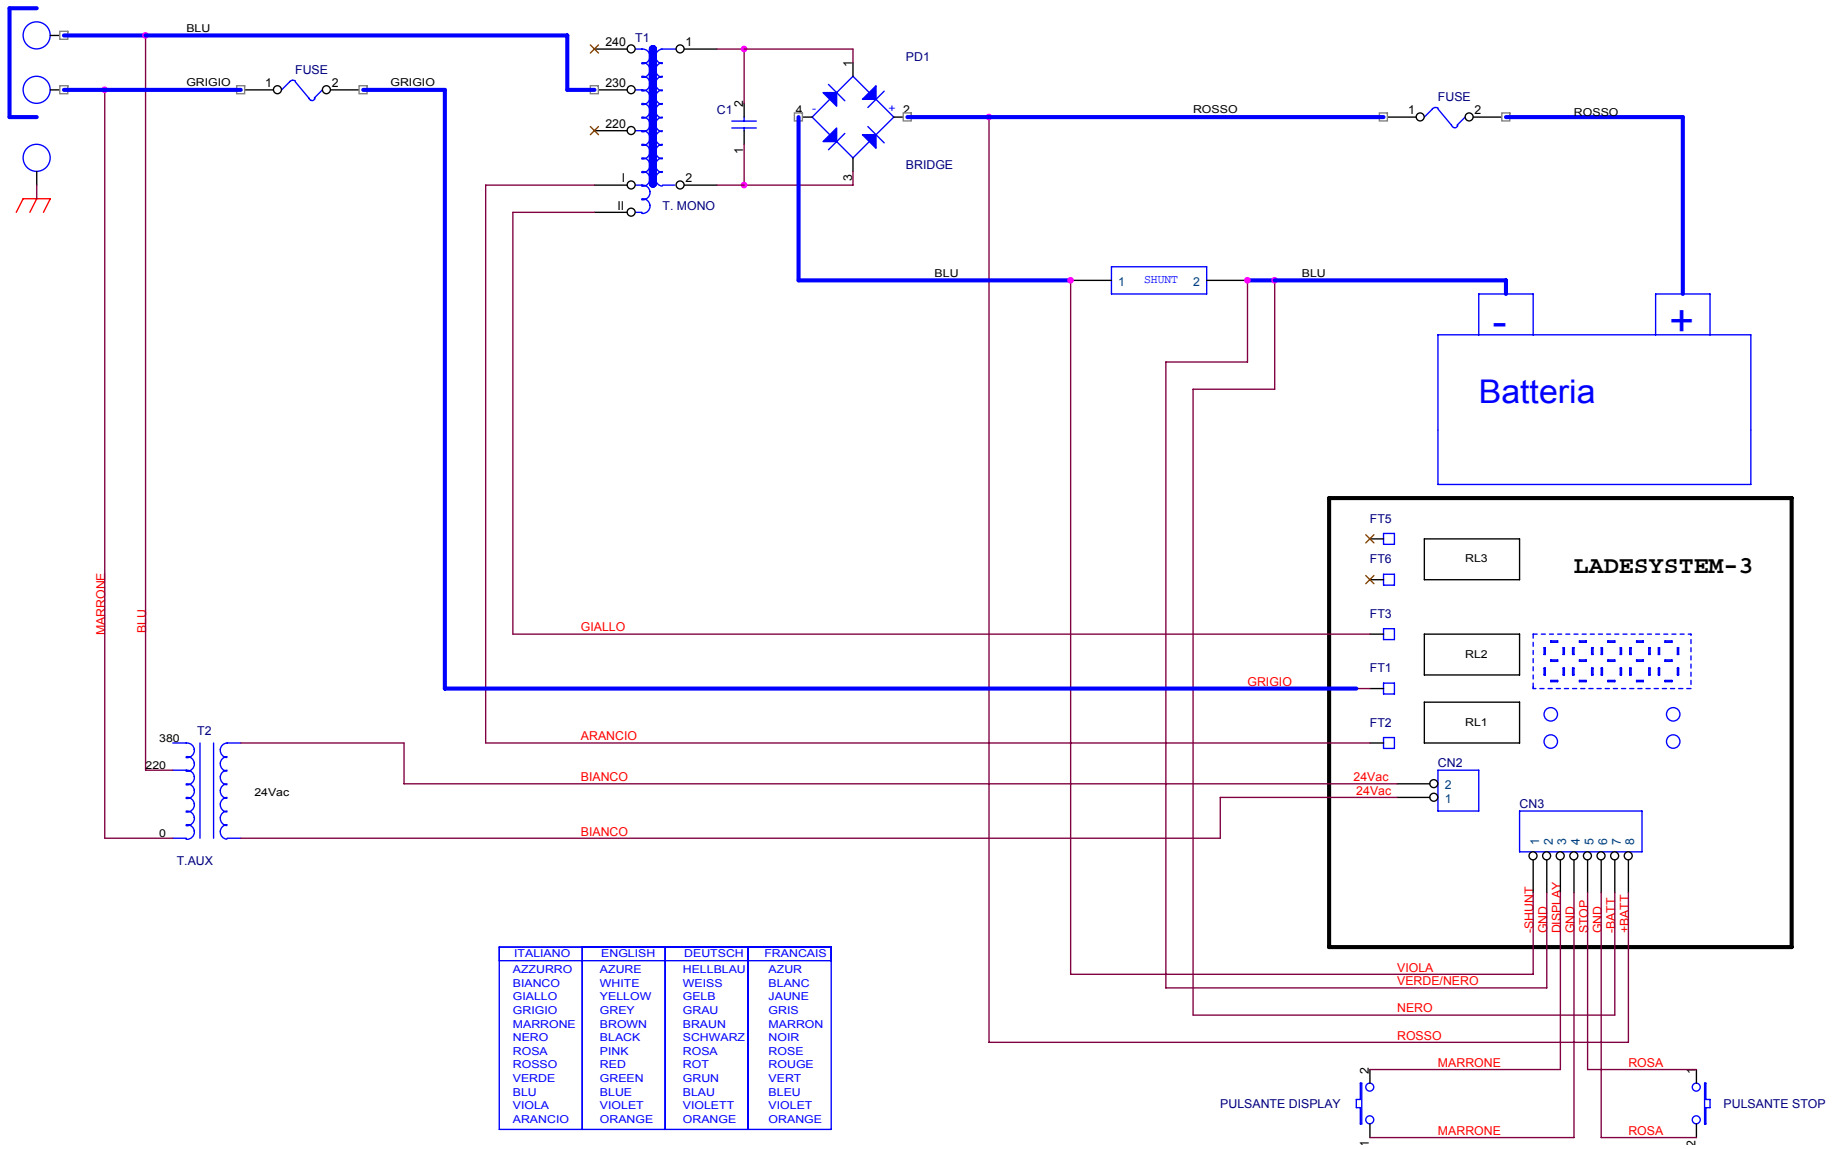 BLU
GRIGIO
1 FUSE 2
GRIGIO
T1
240
230
220
I
II
1
2
T. MONO
C1
2
1
PD1
1
4
-
+
2
3
BRIDGE
ROSSO
FUSE
1 2
ROSSO
BLU
1 SHUNT 2
BLU
- +
Batteria
FT5
FT6
RL3
LADESYSTEM-3
FT3
RL2
FT1
RL1
FT2
MARRONE
BLU
GIALLO
GRIGIO
ARANCIO
BIANCO
BIANCO
T2
380
220
0
24Vac
T.AUX
24Vac
24Vac
CN2
2
1
CN3
1 2 3 4 5 6 7 8
-SHUNT
GND
DISPLAY
GND
STOP
GND
-BATT
+BATT
VIOLA
VERDE/NERO
NERO
ROSSO
MARRONE
ROSA
2
1
PULSANTE DISPLAY
PULSANTE STOP
1
2
MARRONE
ROSA
ITALIANO ENGLISH DEUTSCH FRANCAIS
AZZURRO AZURE HELLBLAU AZUR
BIANCO WHITE WEISS BLANC
GIALLO YELLOW GELB JAUNE
GRIGIO GREY GRAU GRIS
MARRONE BROWN BRAUN MARRON
NERO BLACK SCHWARZ NOIR
ROSA PINK ROSA ROSE
ROSSO RED ROT ROUGE
VERDE GREEN GRUN VERT
BLU BLUE BLAU BLEU
VIOLA VIOLET VIOLETT VIOLET
ARANCIO ORANGE ORANGE ORANGE